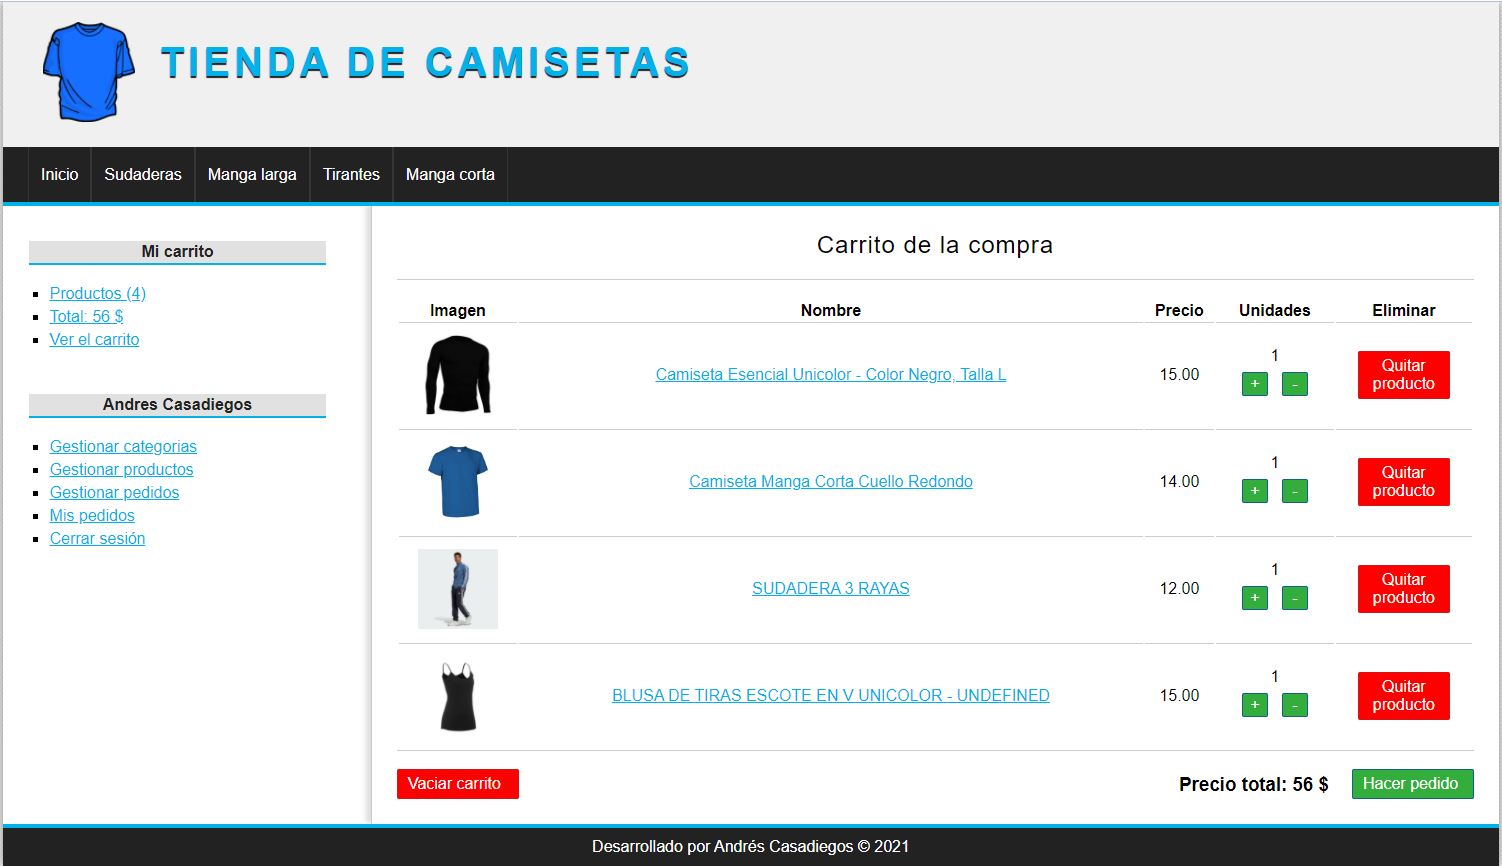 TIENDA DE CAMISETAS
Inicio Sudaderas Manga larga Tirantes Manga corta
Mi carrito
Productos (4)
Total: 56 $
Ver el carrito
Andres Casadiegos
Gestionar categorias
Gestionar productos
Gestionar pedidos
Mis pedidos
Cerrar sesión
Carrito de la compra
Imagen Nombre Precio Unidades Eliminar
Camiseta Esencial Unicolor - Color Negro, Talla L 15.00
1
+ -
Quitar
producto
Camiseta Manga Corta Cuello Redondo 14.00
1
+ -
Quitar
producto
SUDADERA 3 RAYAS 12.00
1
+ -
Quitar
producto
BLUSA DE TIRAS ESCOTE EN V UNICOLOR - UNDEFINED 15.00
1
+ -
Quitar
producto
Vaciar carrito Precio total: 56 $ Hacer pedido
Desarrollado por Andrés Casadiegos © 2021